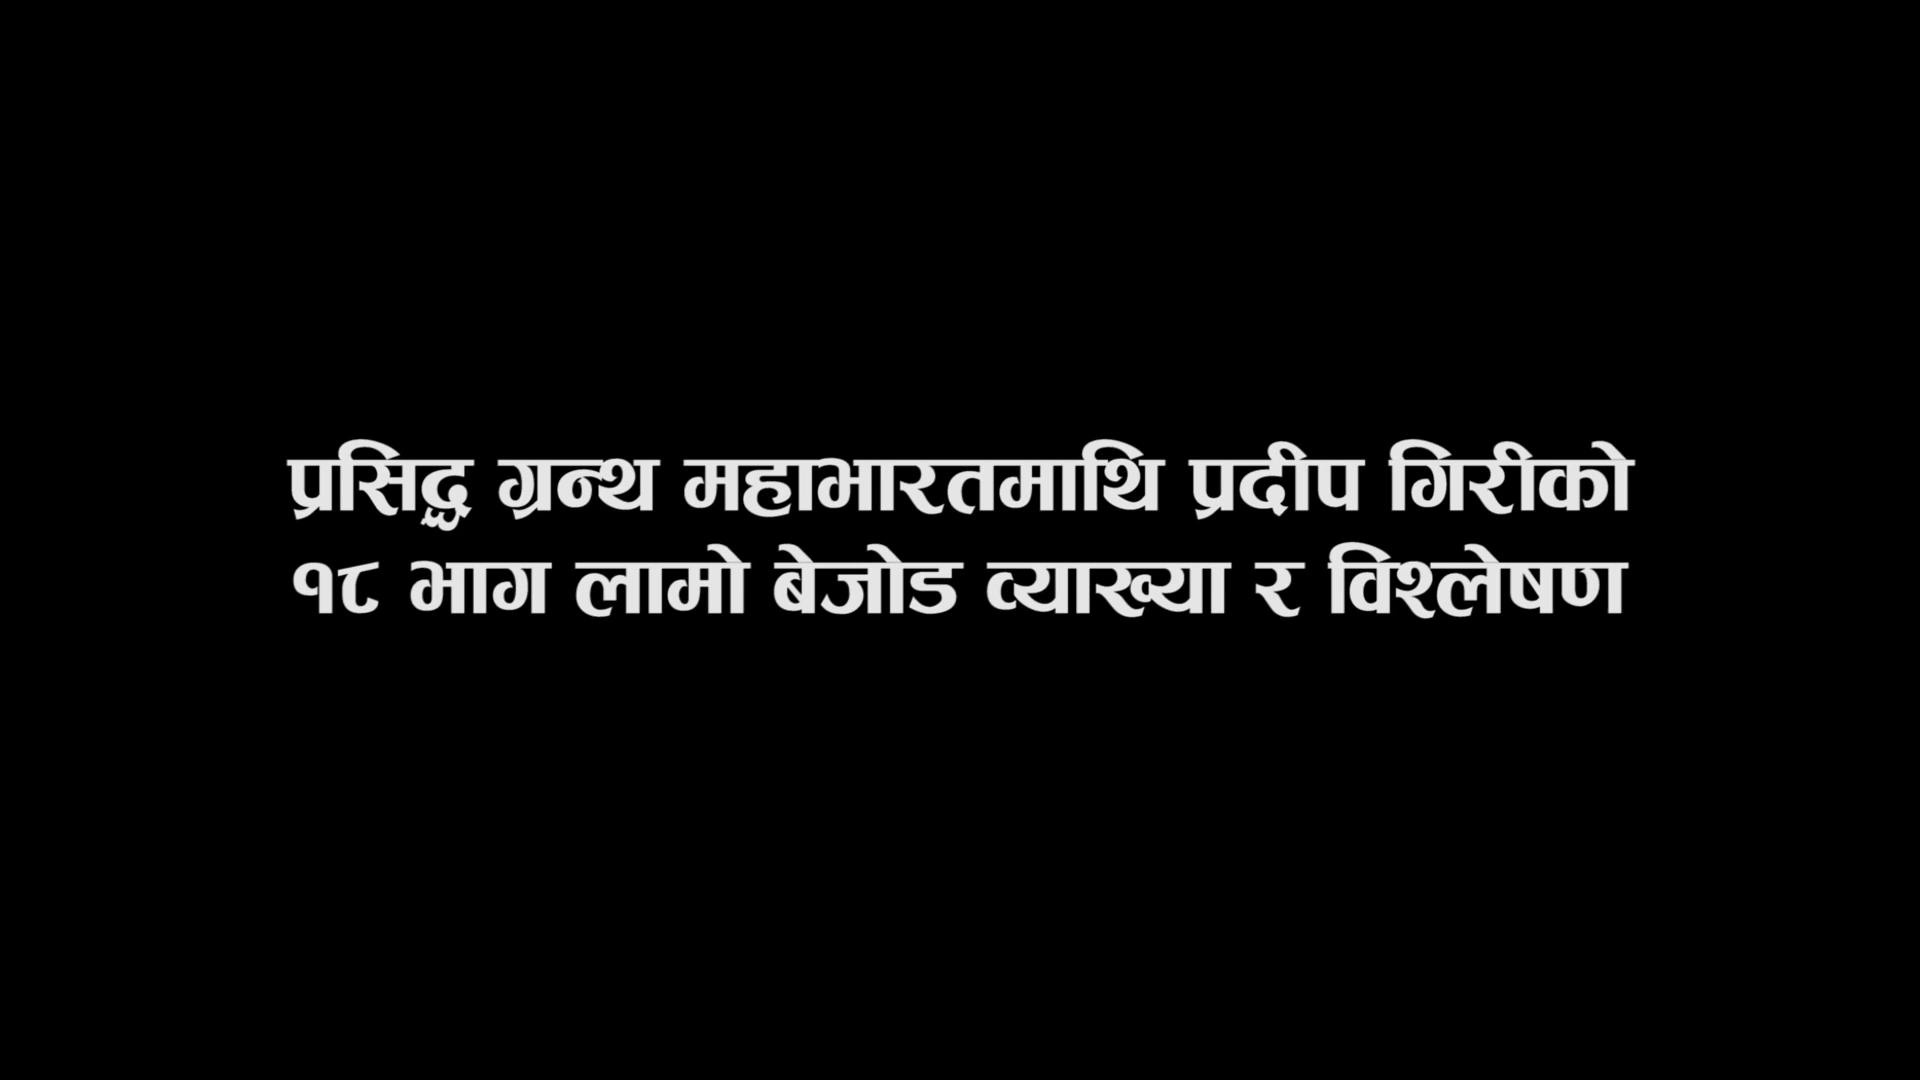 प्रसिद्ध ग्रन्थ महाभारतमाथि प्रदीप गिरीको
१८ भाग लामो बेजोड व्याख्या र विश्लेषण